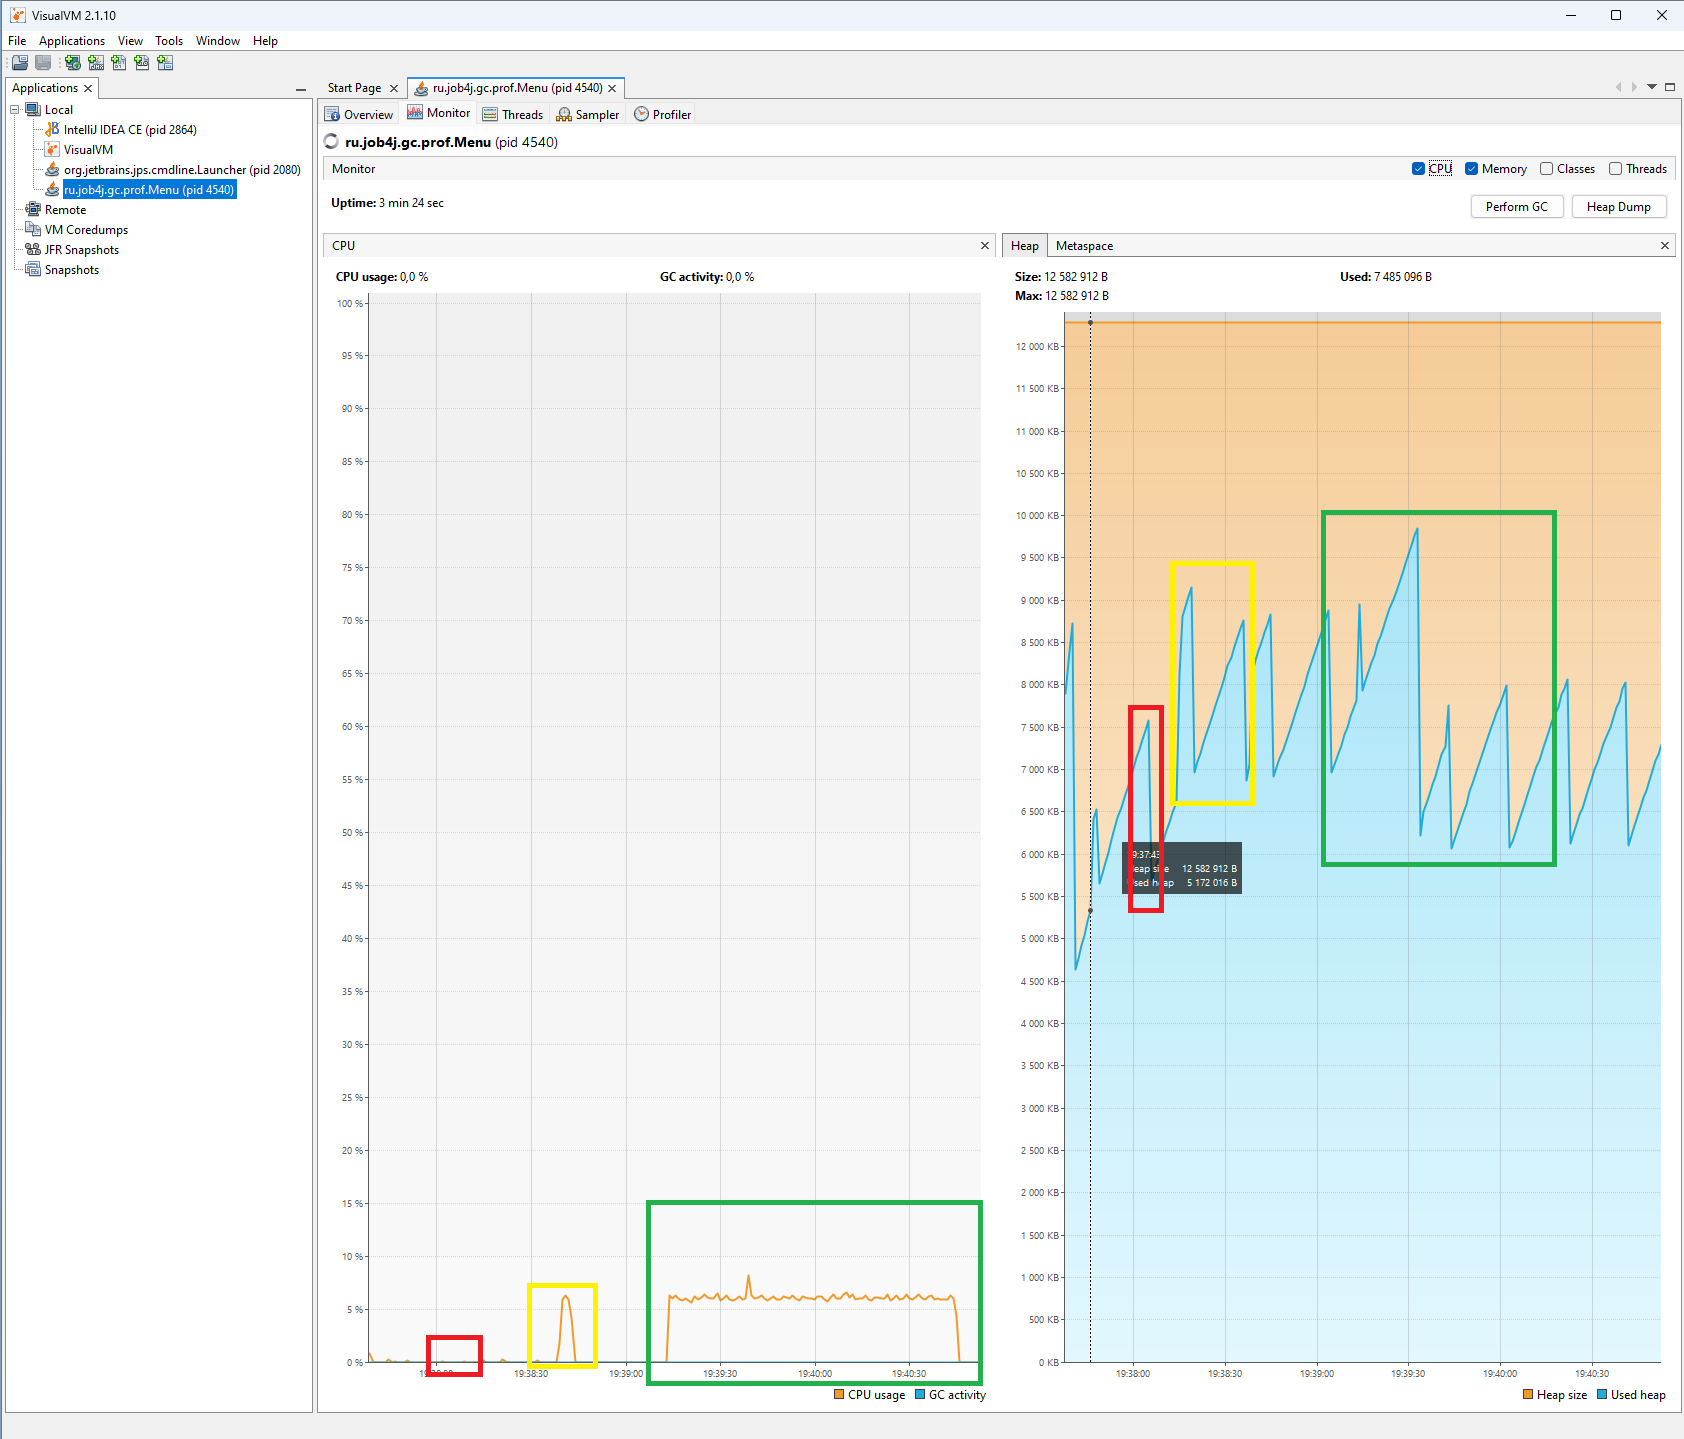 VisualVM 2.1.10
File Applications View Tools Window Help
Applications
Local
IntelliJ IDEA CE (pid 2864)
VisualVM
org.jetbrains.jps.cmdline.Launcher (pid 2080)
ru.job4j.gc.prof.Menu (pid 4540)
Remote
VM Coredumps
JFR Snapshots
Snapshots
Start Page ru.job4j.gc.prof.Menu (pid 4540)
Overview Monitor Threads Sampler Profiler
ru.job4j.gc.prof.Menu (pid 4540)
Monitor CPU Memory Classes Threads
Uptime: 3 min 24 sec
Perform GC Heap Dump
CPU
CPU usage: 0,0 % GC activity: 0,0 %
100 %
95 %
90 %
85 %
80 %
75 %
70 %
65 %
60 %
55 %
50 %
45 %
40 %
35 %
30 %
25 %
20 %
15 %
10 %
5 %
0 %
19:38:30 19:39:00 19:39:30 19:40:00 19:40:30
CPU usage GC activity
Heap Metaspace
Size: 12 582 912 B Used: 7 485 096 B
Max: 12 582 912 B
12 000 KB
11 500 KB
11 000 KB
10 500 KB
10 000 KB
9 500 KB
9 000 KB
8 500 KB
8 000 KB
7 500 KB
7 000 KB
6 500 KB
6 000 KB
5 500 KB
5 000 KB
4 500 KB
4 000 KB
3 500 KB
3 000 KB
2 500 KB
2 000 KB
1 500 KB
1 000 KB
500 KB
0 KB
19:37:43
Heap size 12 582 912 B
Used heap 5 172 016 B
19:38:00 19:38:30 19:39:00 19:39:30 19:40:00 19:40:30
Heap size Used heap